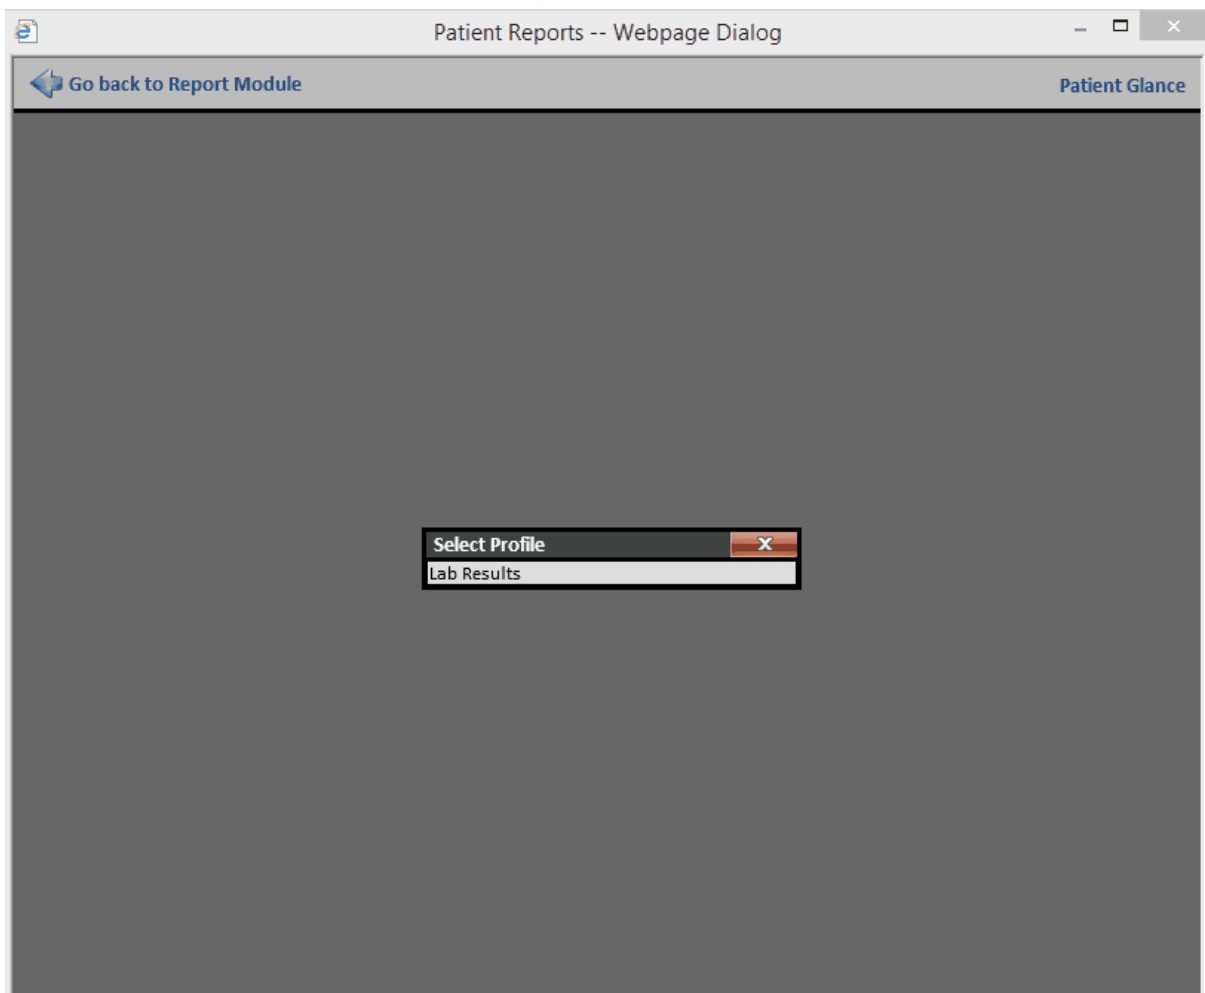 Patient Reports -- Webpage Dialog
Go back to Report Module
Patient Glance
Select Profile
Lab Results